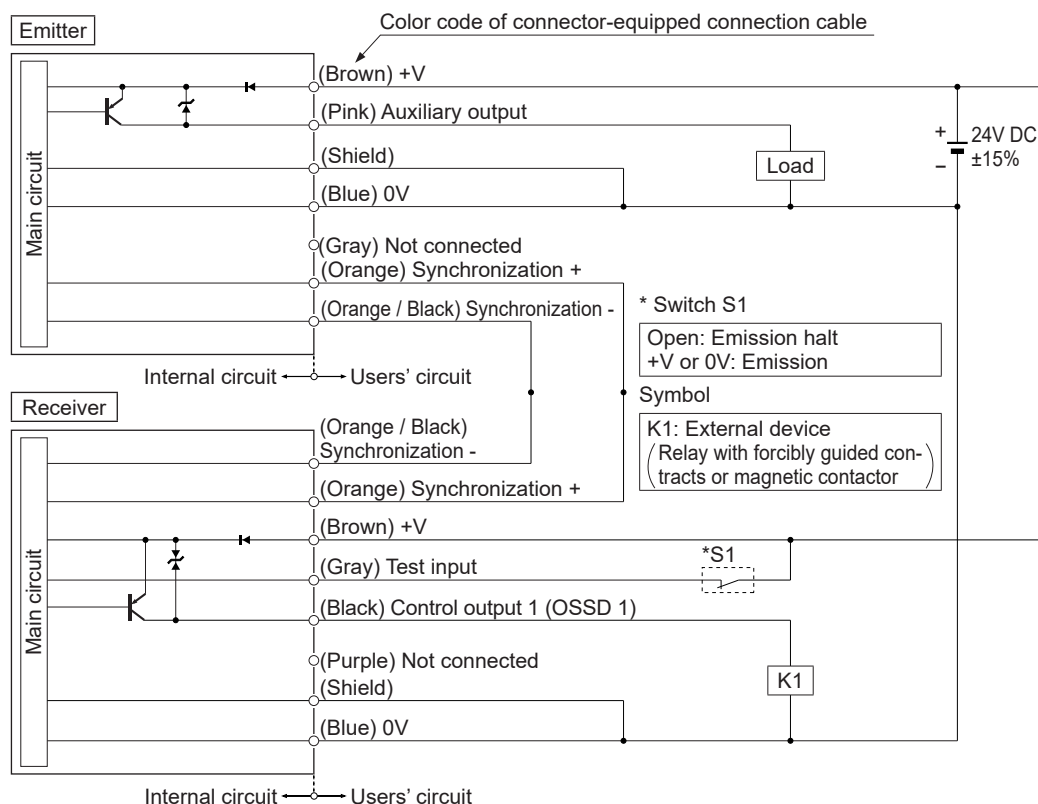 Color code of connector-equipped connection cable
Emitter
Main circuit
(Brown) +V
(Pink) Auxiliary output
(Shield)
(Blue) 0V
(Gray) Not connected
(Orange) Synchronization +
(Orange / Black) Synchronization -
Load
+
−
24V DC
±15%
Internal circuit
Users' circuit
* Switch S1
Open: Emission halt
+V or 0V: Emission
Symbol
K1: External device
(Relay with forcibly guided con-
tracts or magnetic contactor)
Receiver
Main circuit
(Orange / Black)
Synchronization -
(Orange) Synchronization +
(Brown) +V
(Gray) Test input
*S1
(Black) Control output 1 (OSSD 1)
(Purple) Not connected
(Shield)
(Blue) 0V
K1
Internal circuit
Users' circuit